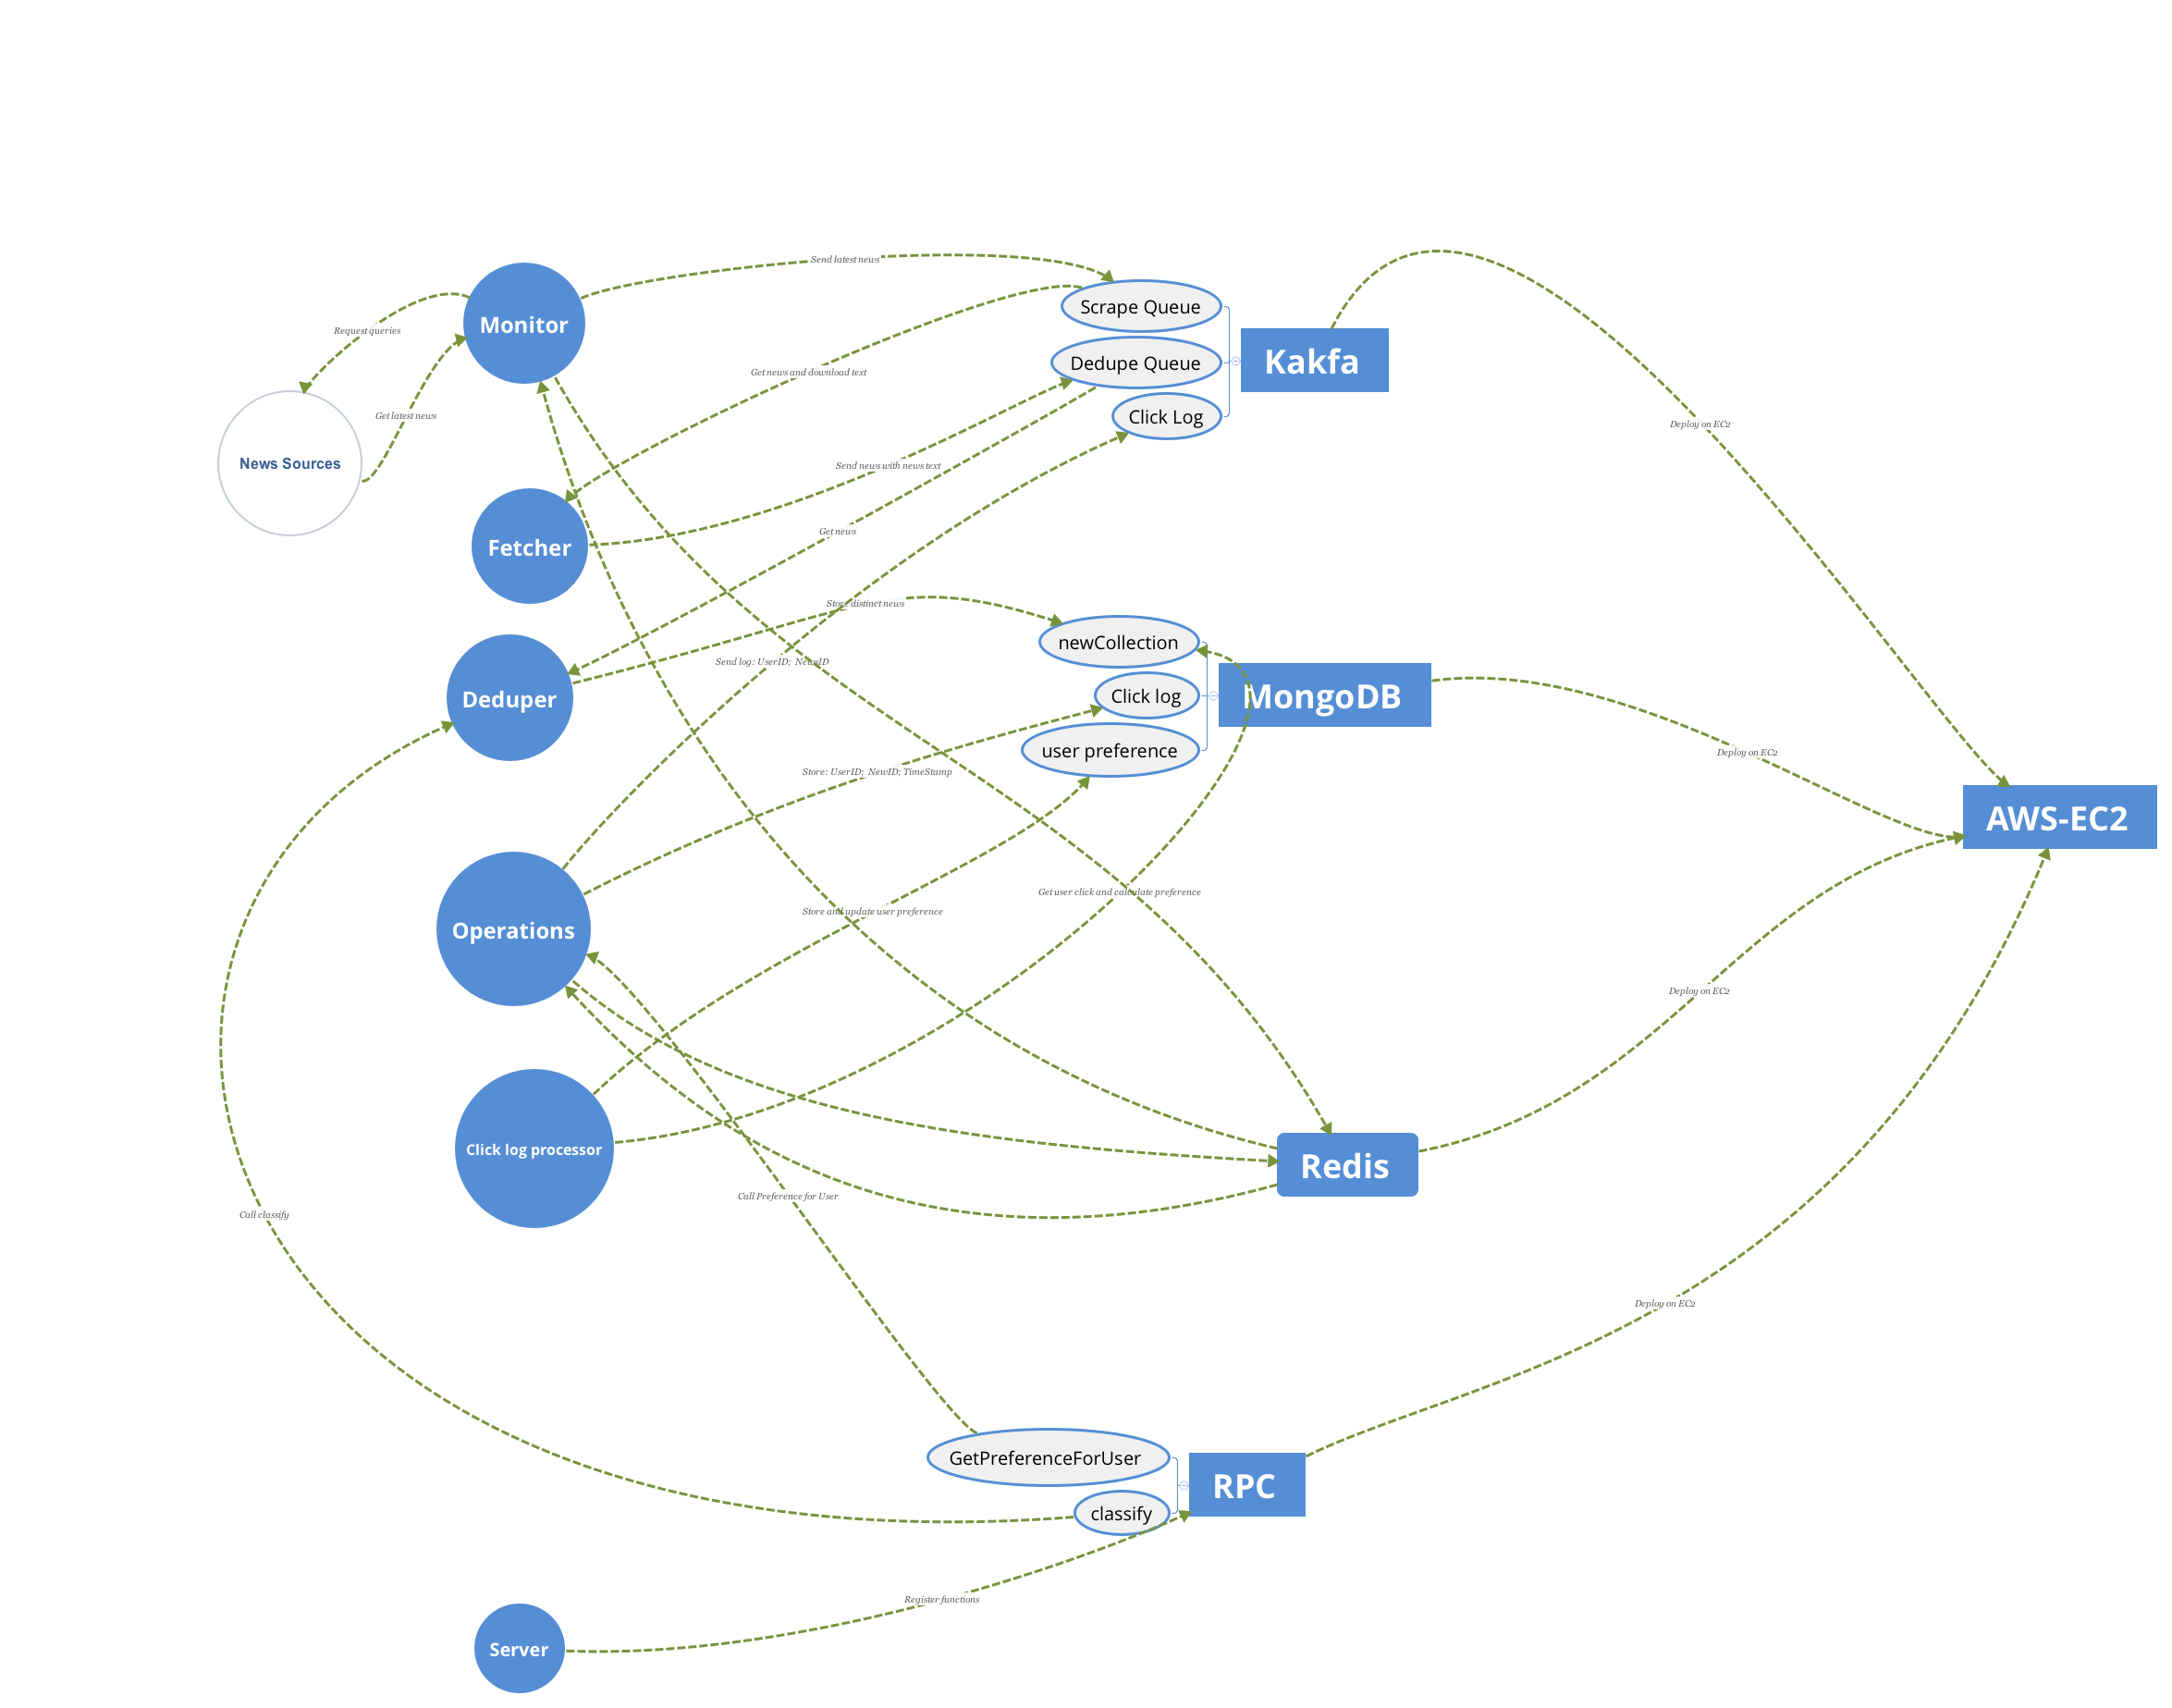 Send latest news
Monitor
Scrape Queue
Request queries
Kakfa
Dedupe Queue
Get news and download text
Get latest news
Click Log
Deploy on EC2
News Sources
Send news with news text
Get news
Fetcher
Store distinct news
newCollection
Send log: UserID; NewsID
Deduper
Click log
MongoDB
user preference
Deploy on EC2
Store: UserID; NewID; TimeStamp
AWS-EC2
Get user click and calculate preference
Store and update user preference
Operations
Deploy on EC2
Click log processor
Redis
Call Preference for User
Call classify
Deploy on EC2
GetPreferenceForUser
RPC
classify
Register functions
Server